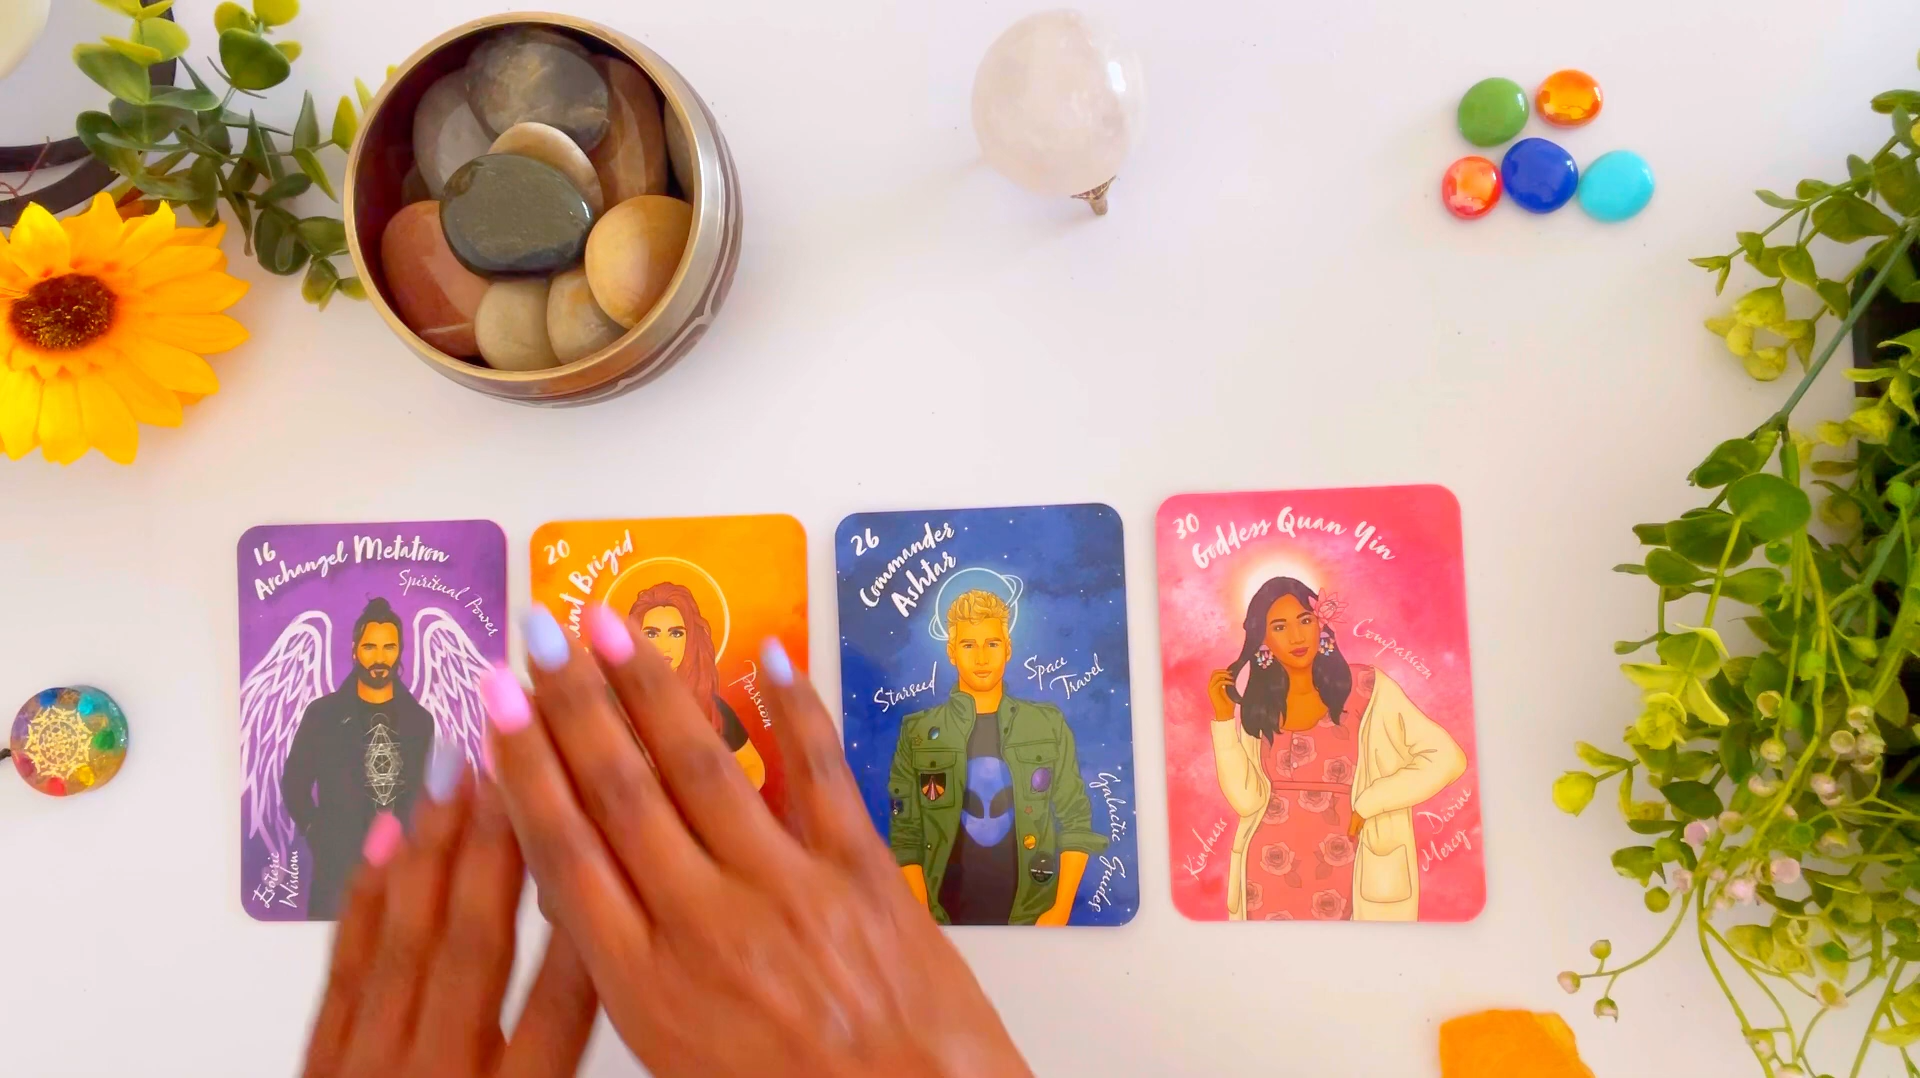 16
Archangel Metatron
Spiritual Power
Esoteric
Wisdom
20
Brigid
Passion
26
Commander
Ashtar
Starseed
Space
Travel
Galactic Guides
30
Goddess Quan Yin
Compassion
Kindness
Divine
Mercy